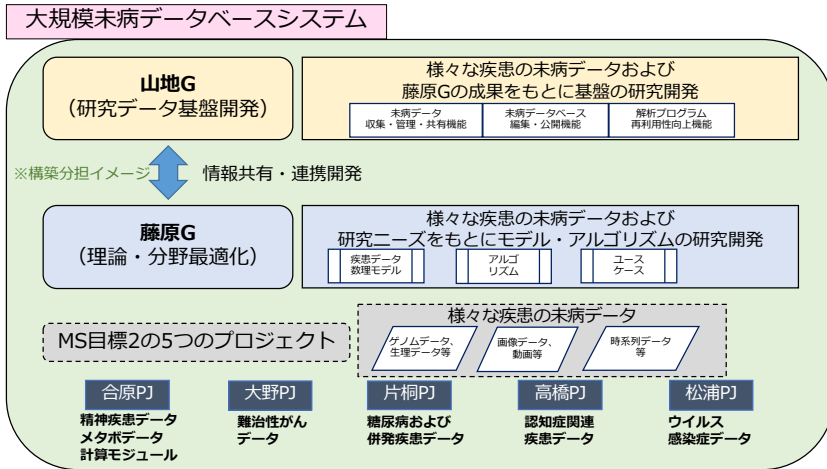 大規模未病データベースシステム
山地G
（研究データ基盤開発）
様々な疾患の未病データおよび
藤原Gの成果をもとに基盤の研究開発
未病データ
収集・管理・共有機能
未病データベース
編集・公開機能
解析プログラム
再利用性向上機能
※構築分担イメージ
情報共有・連携開発
藤原G
（理論・分野最適化）
様々な疾患の未病データおよび
研究ニーズをもとにモデル・アルゴリズムの研究開発
疾患データ
数理モデル
アルゴ
リズム
ユース
ケース
MS目標2の5つのプロジェクト
様々な疾患の未病データ
ゲノムデータ、
生理データ等
画像データ、
動画等
時系列データ
等
合原PJ
精神疾患データ
メタボデータ
計算モジュール
大野PJ
難治性がん
データ
片桐PJ
糖尿病および
併発疾患データ
高橋PJ
認知症関連
疾患データ
松浦PJ
ウイルス
感染症データ